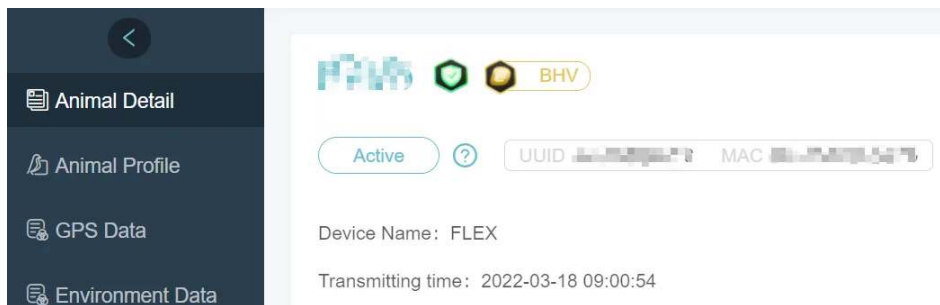 Animal Detail
Animal Profile
GPS Data
Environment Data
BHV
Active ?
UUID
MAC
Device Name: FLEX
Transmitting time: 2022-03-18 09:00:54